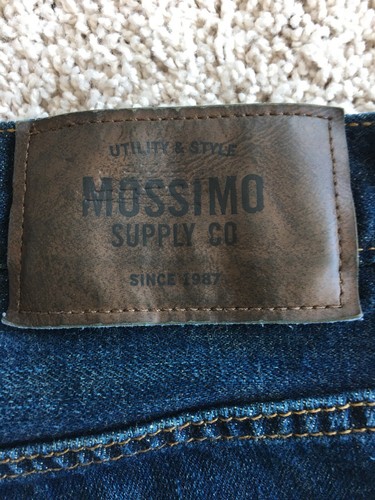 UTILITY & STYLE
MOSSIMO
SUPPLY CO
SINCE 1987